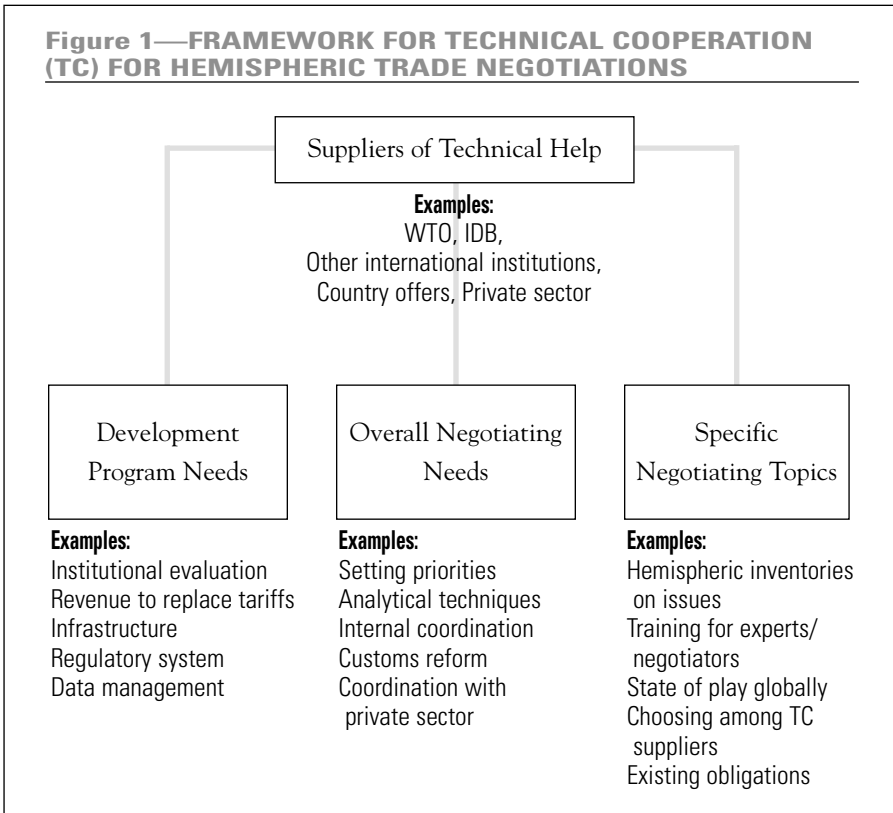 Figure 1—FRAMEWORK FOR TECHNICAL COOPERATION
(TC) FOR HEMISPHERIC TRADE NEGOTIATIONS
Suppliers of Technical Help
Examples:
WTO, IDB,
Other international institutions,
Country offers, Private sector
Development
Program Needs
Examples:
Institutional evaluation
Revenue to replace tariffs
Infrastructure
Regulatory system
Data management
Overall Negotiating
Needs
Examples:
Setting priorities
Analytical techniques
Internal coordination
Customs reform
Coordination with
private sector
Specific
Negotiating Topics
Examples:
Hemispheric inventories
on issues
Training for experts/
negotiators
State of play globally
Choosing among TC
suppliers
Existing obligations